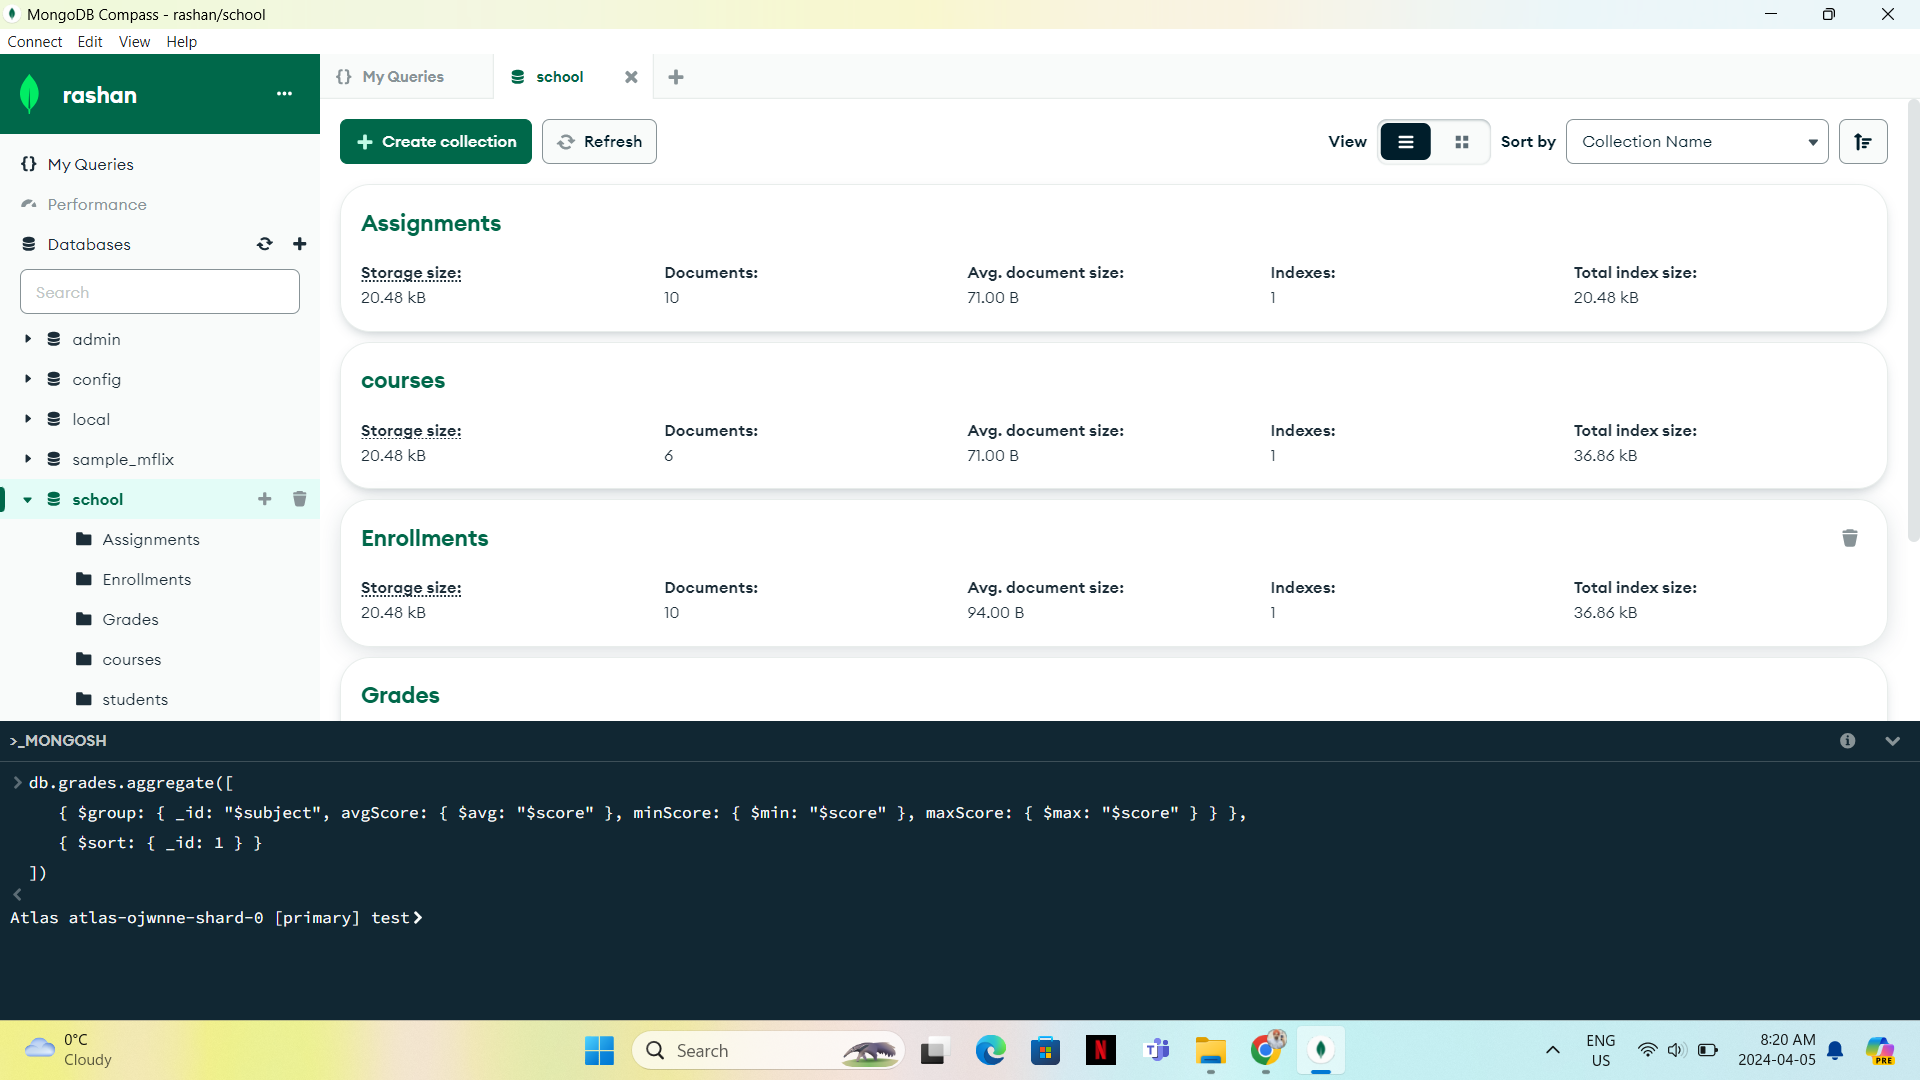 MongoDB Compass - rashan/school
Connect Edit View Help
rashan
My Queries
school
My Queries
Performance
Databases
Search
admin
config
local
sample_mflix
school
Assignments
Enrollments
Grades
courses
students
Create collection
Refresh
View
Sort by
Collection Name
Assignments
Storage size: Documents: Avg. document size: Indexes: Total index size:
20.48 kB 10 71.00 B 1 20.48 kB
courses
Storage size: Documents: Avg. document size: Indexes: Total index size:
20.48 kB 6 71.00 B 1 36.86 kB
Enrollments
Storage size: Documents: Avg. document size: Indexes: Total index size:
20.48 kB 10 94.00 B 1 36.86 kB
Grades
>_MONGOSH
> db.grades.aggregate([
{ $group: { _id: "$subject", avgScore: { $avg: "$score" }, minScore: { $min: "$score" }, maxScore: { $max: "$score" } } },
{ $sort: { _id: 1 } }
])
<
Atlas atlas-ojwnne-shard-0 [primary] test>
0°C
Cloudy
Search
N
T
ENG
US
8:20 AM
2024-04-05
PRE